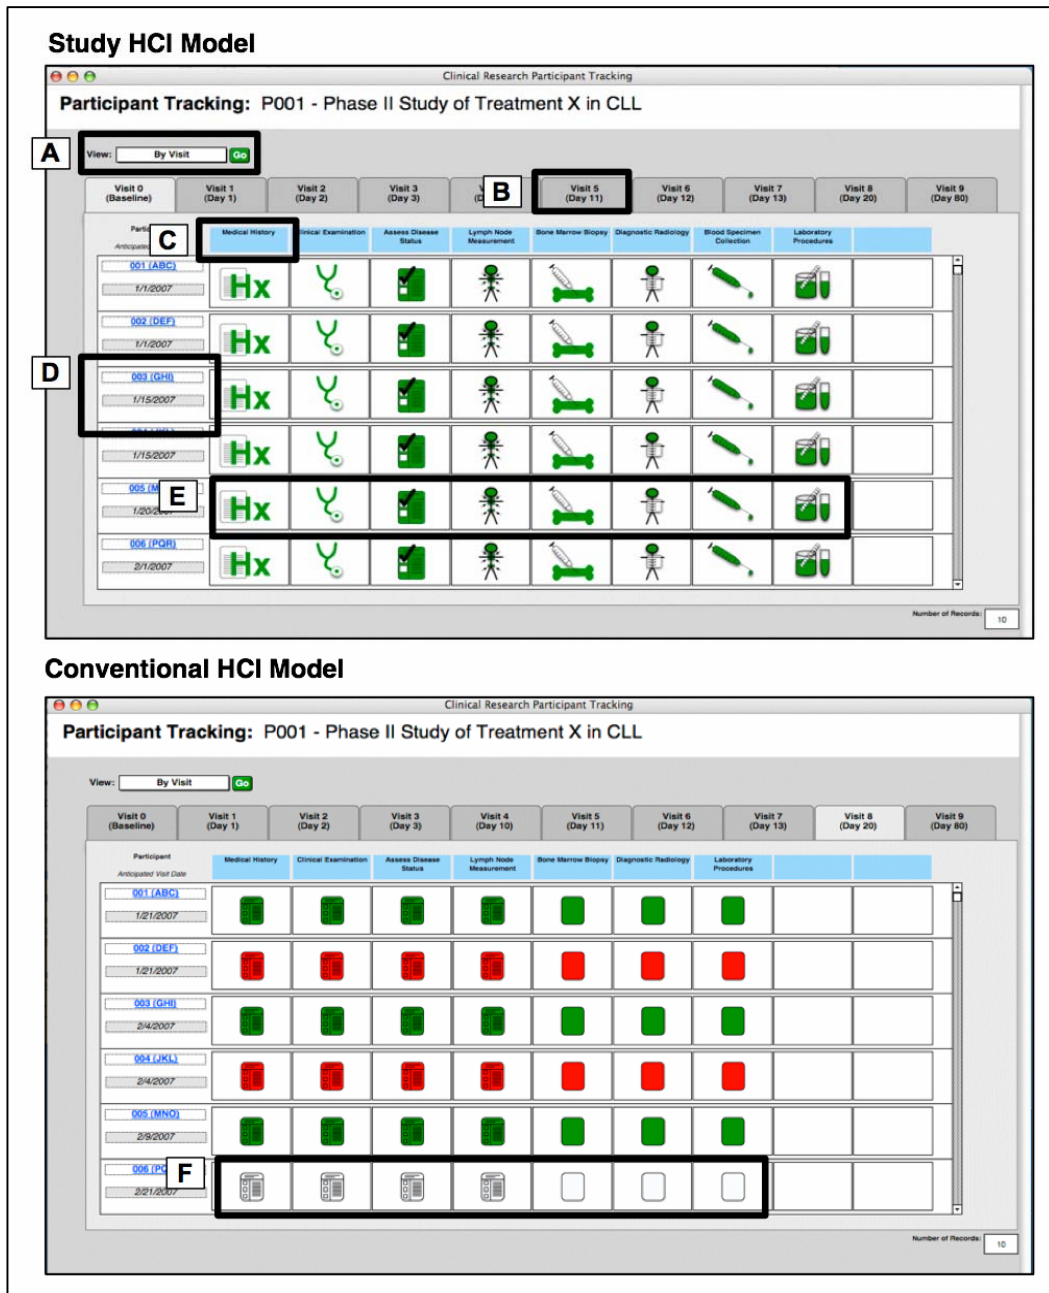 Study HCI Model
Clinical Research Participant Tracking
Participant Tracking: P001 - Phase II Study of Treatment X in CLL
A
View: By Visit Go
B
Visit 0 Visit 1 Visit 2 Visit 3 Visit 5 Visit 6 Visit 7 Visit 8 Visit 9
(Baseline) (Day 1) (Day 2) (Day 3) (Day 11) (Day 12) (Day 13) (Day 20) (Day 80)
C
Medical History Clinical Examination Assess Disease Status Lymph Node Measurement Bone Marrow Biopsy Diagnostic Radiology Blood Specimen Collection Laboratory Procedures
Anticipated
001 (ABC)
Hx
1/1/2007
002 (DEF)
Hx
1/1/2007
D
003 (GHI)
Hx
1/15/2007
Hx
1/15/2007
E
005
Hx
006 (PQR)
Hx
2/1/2007
Number of Records: 10
Conventional HCI Model
Clinical Research Participant Tracking
Participant Tracking: P001 - Phase II Study of Treatment X in CLL
View: By Visit Go
Visit 0 Visit 1 Visit 2 Visit 3 Visit 4 Visit 5 Visit 6 Visit 7 Visit 8 Visit 9
(Baseline) (Day 1) (Day 2) (Day 3) (Day 10) (Day 11) (Day 12) (Day 13) (Day 20) (Day 80)
Participant Medical History Clinical Examination Assess Disease Status Lymph Node Measurement Bone Marrow Biopsy Diagnostic Radiology Laboratory Procedures
Anticipated Visit Date
001 (ABC)
1/21/2007
002 (DEF)
1/21/2007
003 (GHI)
2/4/2007
004 (JKL)
2/4/2007
005 (MNO)
2/9/2007
F
006
2/21/2007
Number of Records: 10